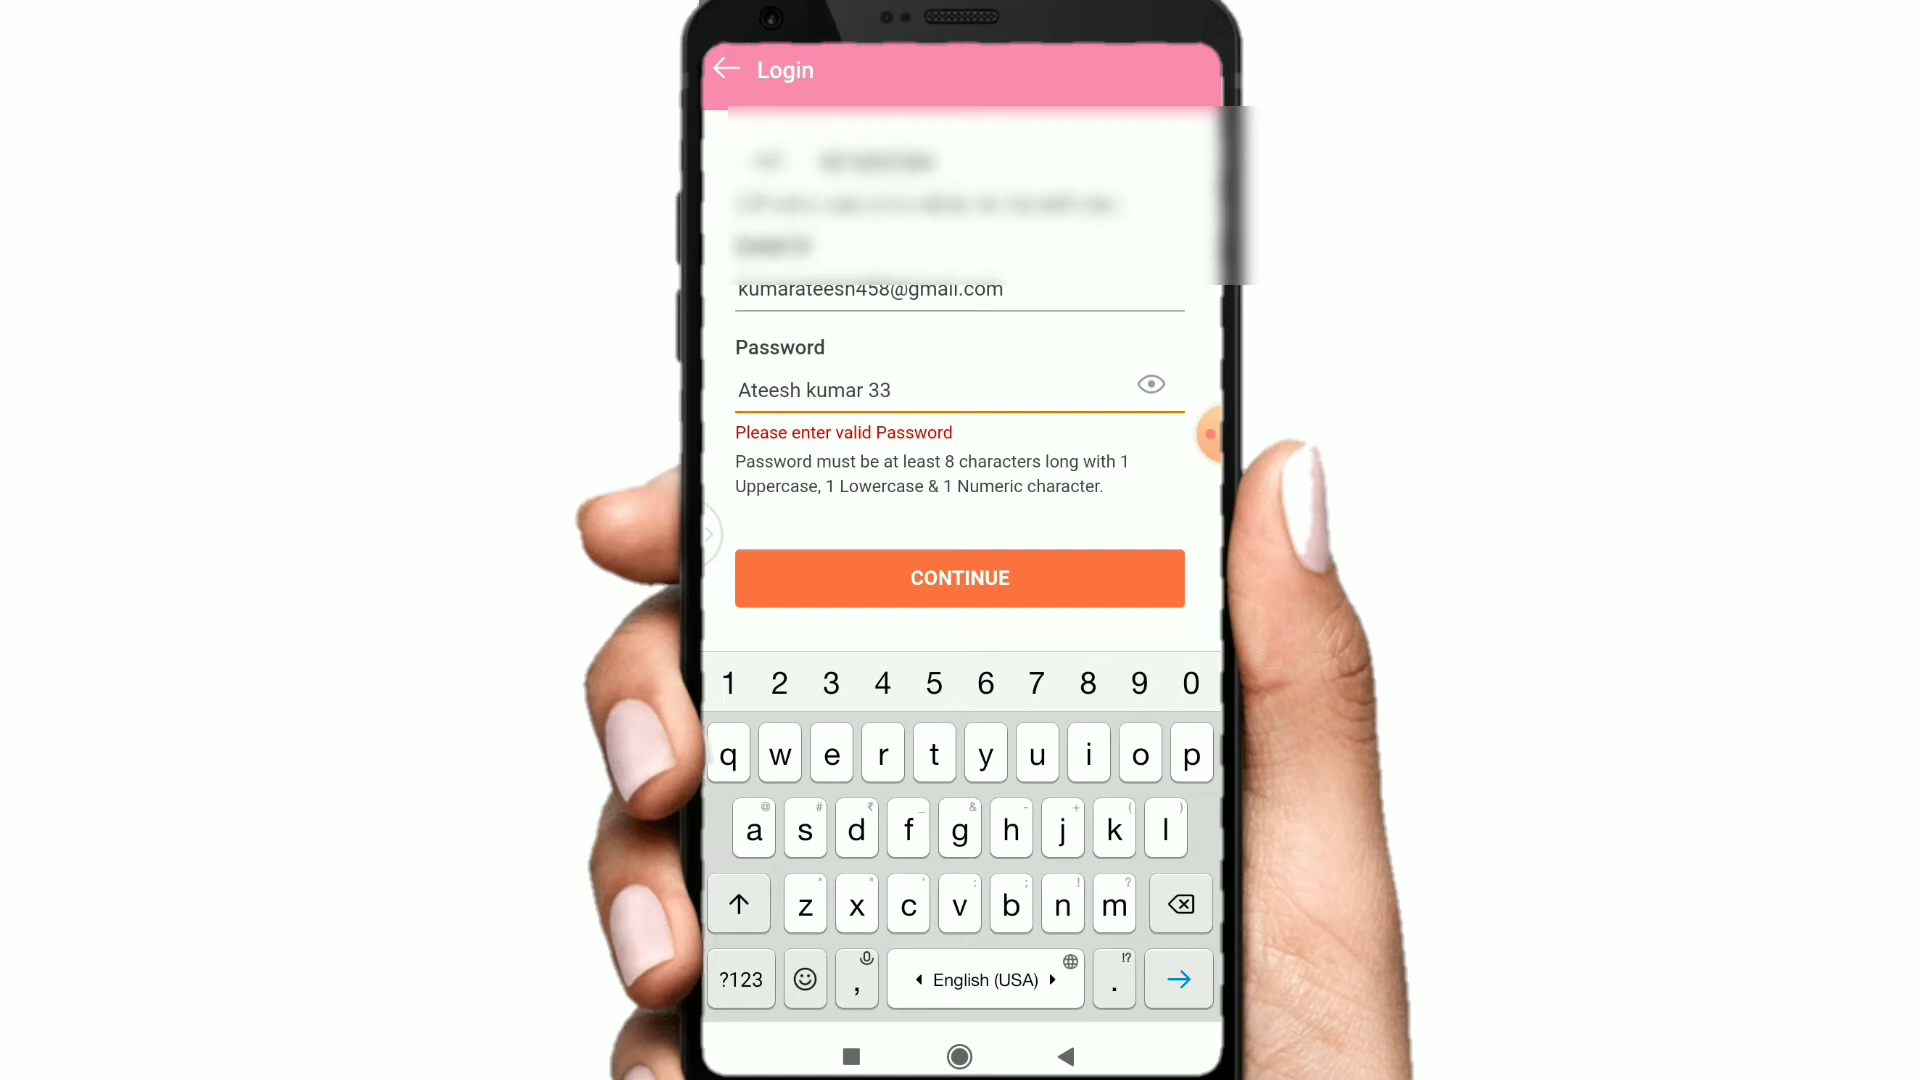 Login
kumarateesh458@gmail.com
Password
Ateesh kumar 33
Please enter valid Password
Password must be at least 8 characters long with 1
Uppercase, 1 Lowercase & 1 Numeric character.
CONTINUE
1 2 3 4 5 6 7 8 9 0
q w e r t y u i o p
@ # ₹ _ & - + ( )
a s d f g h j k l
z x c v b n m
?123 , English (USA) . !?